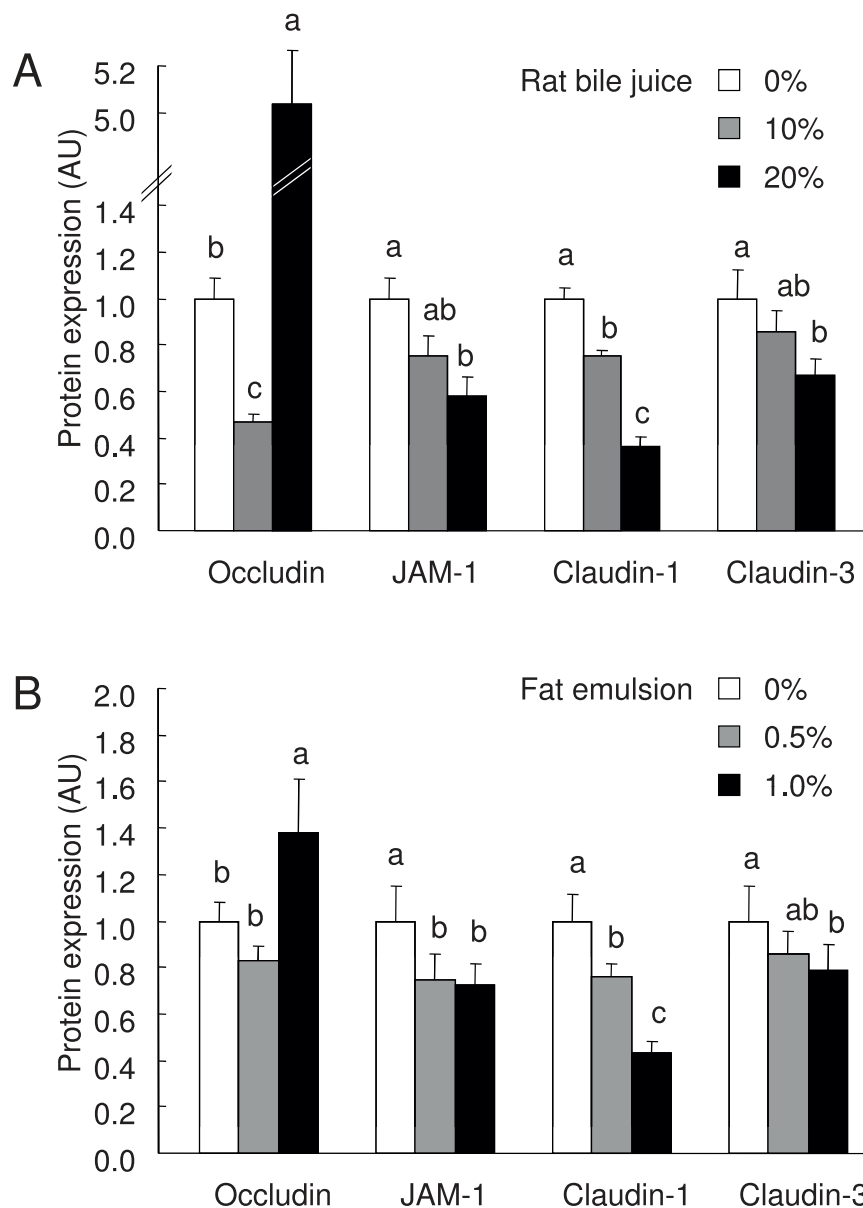 A
Protein expression (AU)
Rat bile juice
0%
10%
20%
5.2
5.0
1.4
1.2
1.0
0.8
0.6
0.4
0.2
0.0
b
c
a
a
ab
b
a
b
c
a
ab
b
Occludin
JAM-1
Claudin-1
Claudin-3
B
Protein expression (AU)
Fat emulsion
0%
0.5%
1.0%
2.0
1.8
1.6
1.4
1.2
1.0
0.8
0.6
0.4
0.2
0.0
b
b
a
a
b
b
a
b
c
a
ab
b
Occludin
JAM-1
Claudin-1
Claudin-3